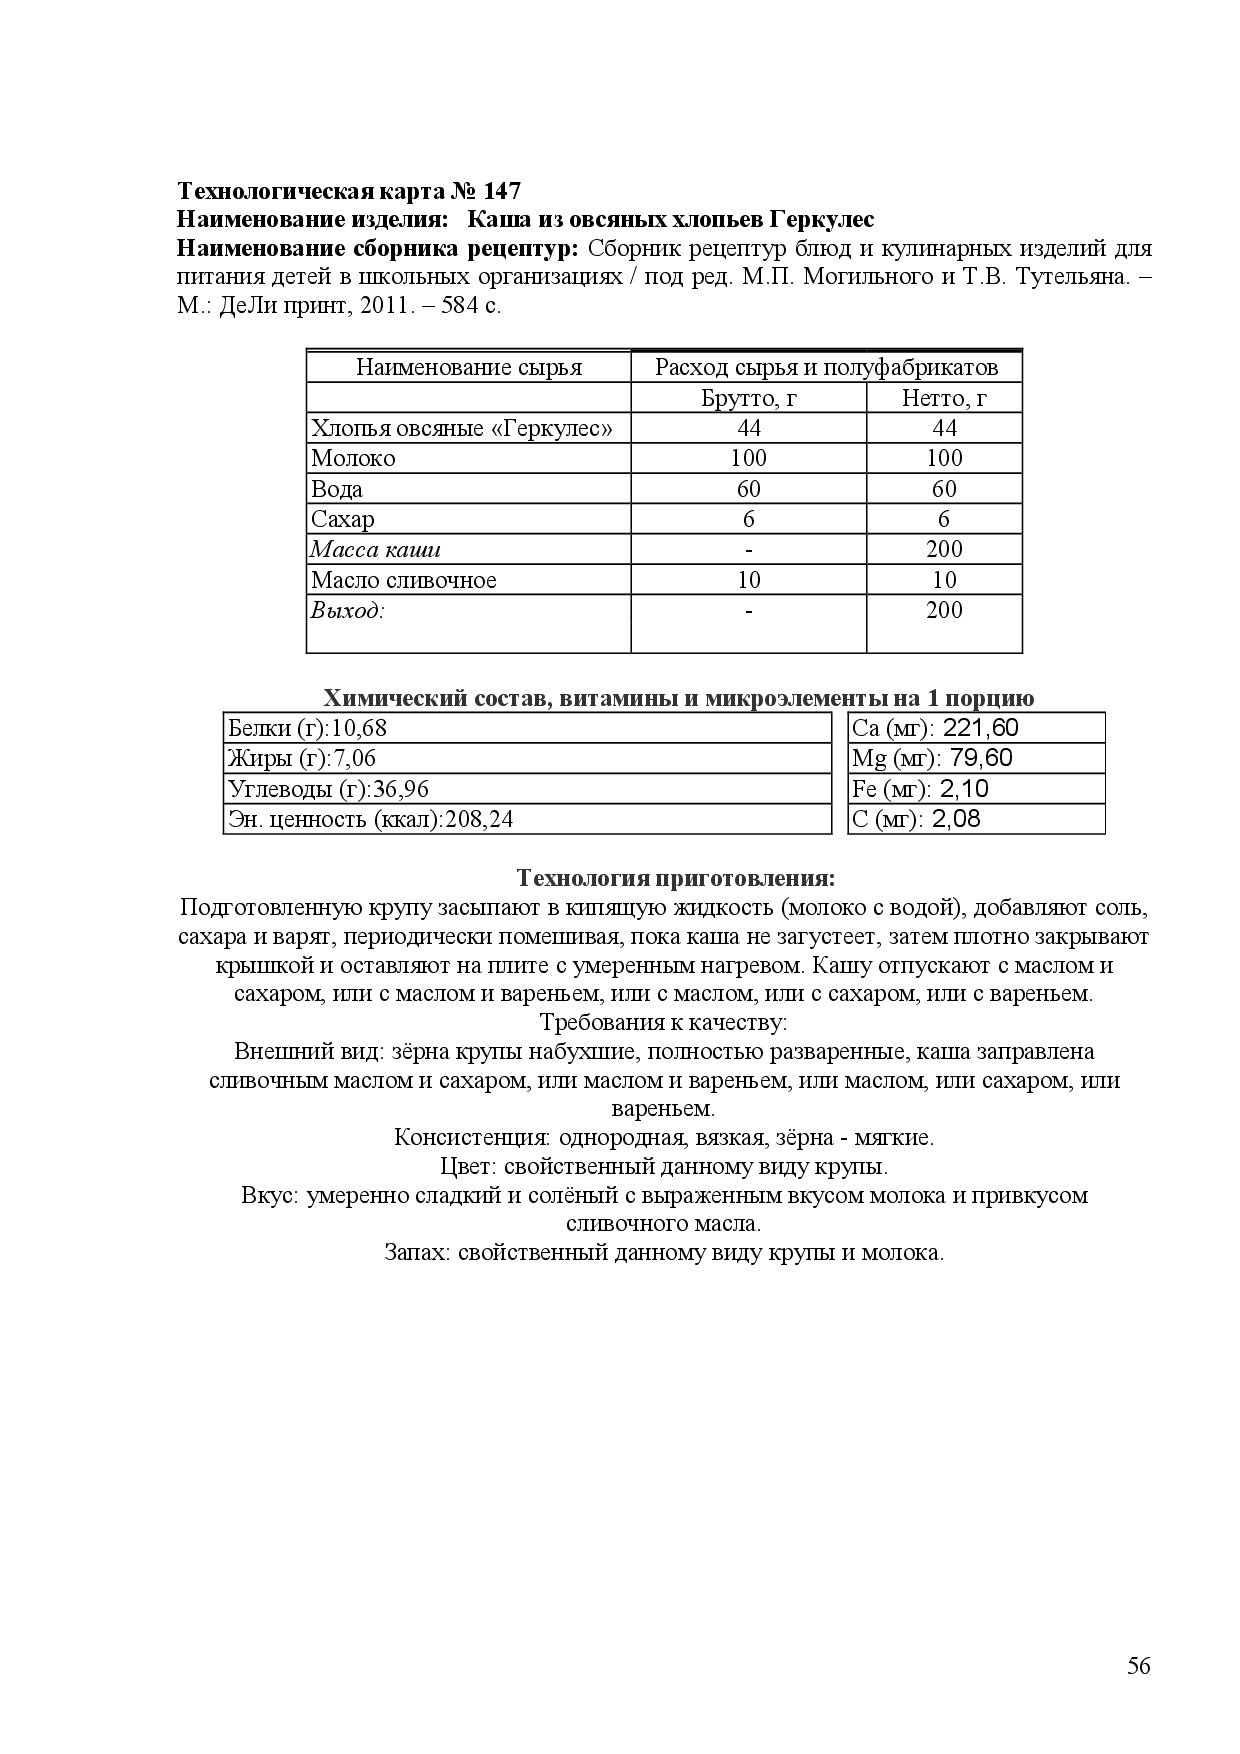 Технологическая карта № 147
Наименование изделия: Каша из овсяных хлопьев Геркулес
Наименование сборника рецептур: Сборник рецептур блюд и кулинарных изделий для
питания детей в школьных организациях / под ред. М.П. Могильного и Т.В. Тутельяна. –
М.: ДеЛи принт, 2011. – 584 с.
Наименование сырья Расход сырья и полуфабрикатов
Брутто, г Нетто, г
Хлопья овсяные «Геркулес» 44 44
Молоко 100 100
Вода 60 60
Сахар 6 6
Масса каши - 200
Масло сливочное 10 10
Выход: - 200
Химический состав, витамины и микроэлементы на 1 порцию
Белки (г):10,68 Ca (мг): 221,60
Жиры (г):7,06 Mg (мг): 79,60
Углеводы (г):36,96 Fe (мг): 2,10
Эн. ценность (ккал):208,24 C (мг): 2,08
Технология приготовления:
Подготовленную крупу засыпают в кипящую жидкость (молоко с водой), добавляют соль,
сахара и варят, периодически помешивая, пока каша не загустеет, затем плотно закрывают
крышкой и оставляют на плите с умеренным нагревом. Кашу отпускают с маслом и
сахаром, или с маслом и вареньем, или с маслом, или с сахаром, или с вареньем.
Требования к качеству:
Внешний вид: зёрна крупы набухшие, полностью разваренные, каша заправлена
сливочным маслом и сахаром, или маслом и вареньем, или маслом, или сахаром, или
вареньем.
Консистенция: однородная, вязкая, зёрна - мягкие.
Цвет: свойственный данному виду крупы.
Вкус: умеренно сладкий и солёный с выраженным вкусом молока и привкусом
сливочного масла.
Запах: свойственный данному виду крупы и молока.
56